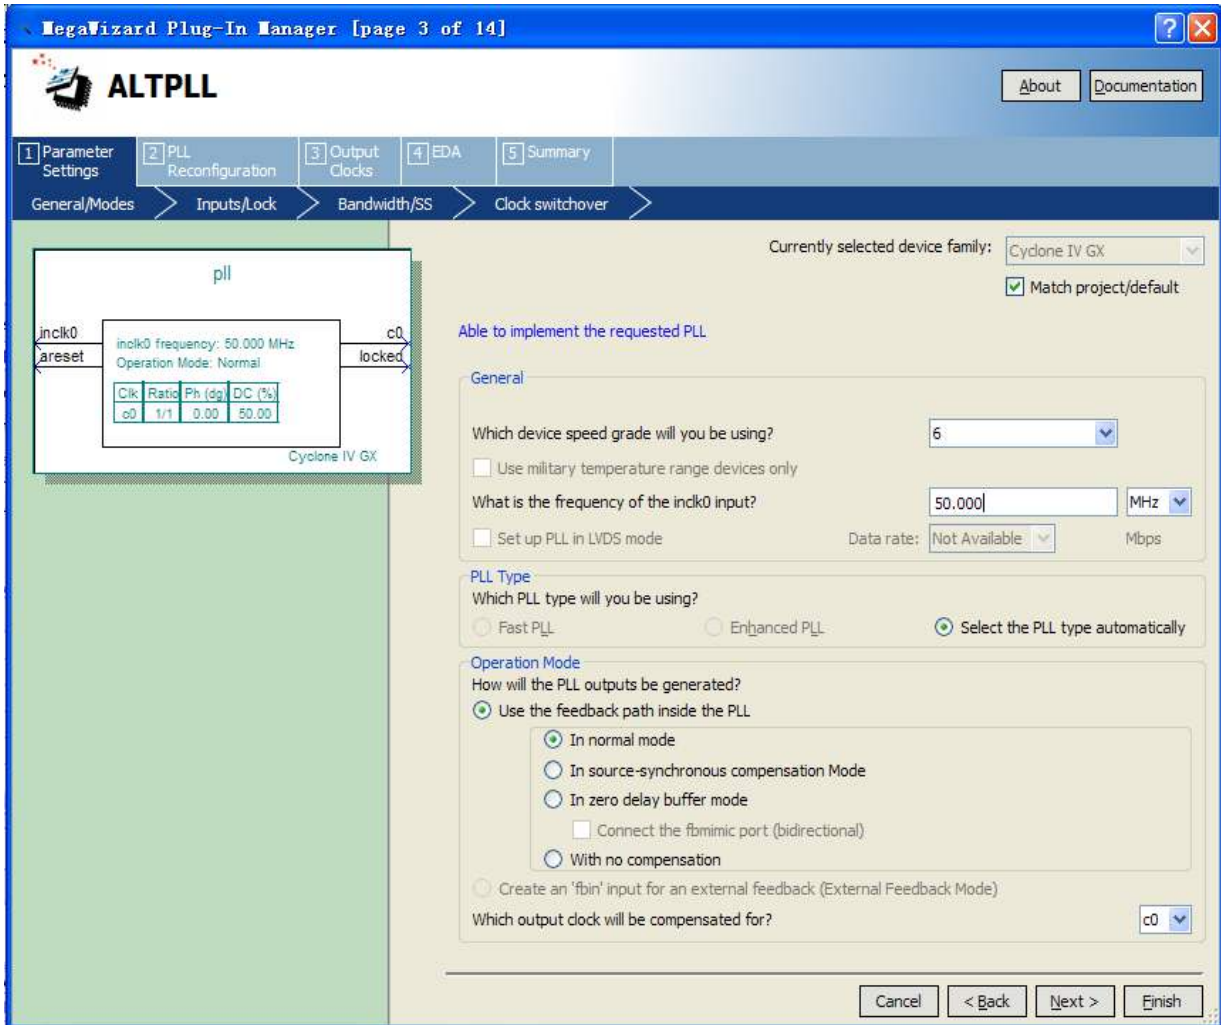 MegaWizard Plug-In Manager [page 3 of 14]
ALTPLL
About
Documentation
1 Parameter Settings
2 PLL Reconfiguration
3 Output Clocks
4 EDA
5 Summary
General/Modes
Inputs/Lock
Bandwidth/SS
Clock switchover
pll
inclk0
areset
inclk0 frequency: 50.000 MHz
Operation Mode: Normal
Clk Ratio Ph (dg) DC (%)
c0 1/1 0.00 50.00
c0
locked
Cyclone IV GX
Currently selected device family: Cyclone IV GX
Match project/default
Able to implement the requested PLL
General
Which device speed grade will you be using? 6
Use military temperature range devices only
What is the frequency of the inclk0 input? 50.000 MHz
Set up PLL in LVDS mode Data rate: Not Available Mbps
PLL Type
Which PLL type will you be using?
Fast PLL Enhanced PLL Select the PLL type automatically
Operation Mode
How will the PLL outputs be generated?
Use the feedback path inside the PLL
In normal mode
In source-synchronous compensation Mode
In zero delay buffer mode
Connect the fbmimic port (bidirectional)
With no compensation
Create an 'fbin' input for an external feedback (External Feedback Mode)
Which output clock will be compensated for? c0
Cancel < Back Next > Finish